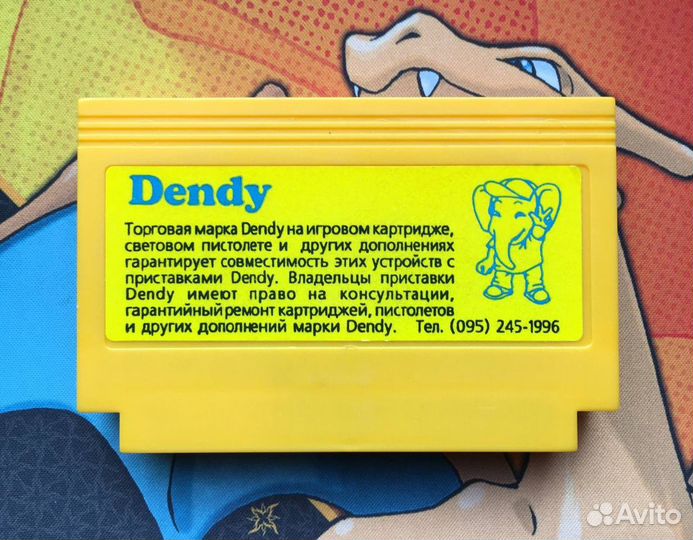 Dendy
Торговая марка Dendy на игровом картридже,
световом пистолете и других дополнениях
гарантирует совместимость этих устройств с
приставками Dendy. Владельцы приставки
Dendy имеют право на консультации,
гарантийный ремонт картриджей, пистолетов
и других дополнений марки Dendy. Тел. (095) 245-1996
Avito